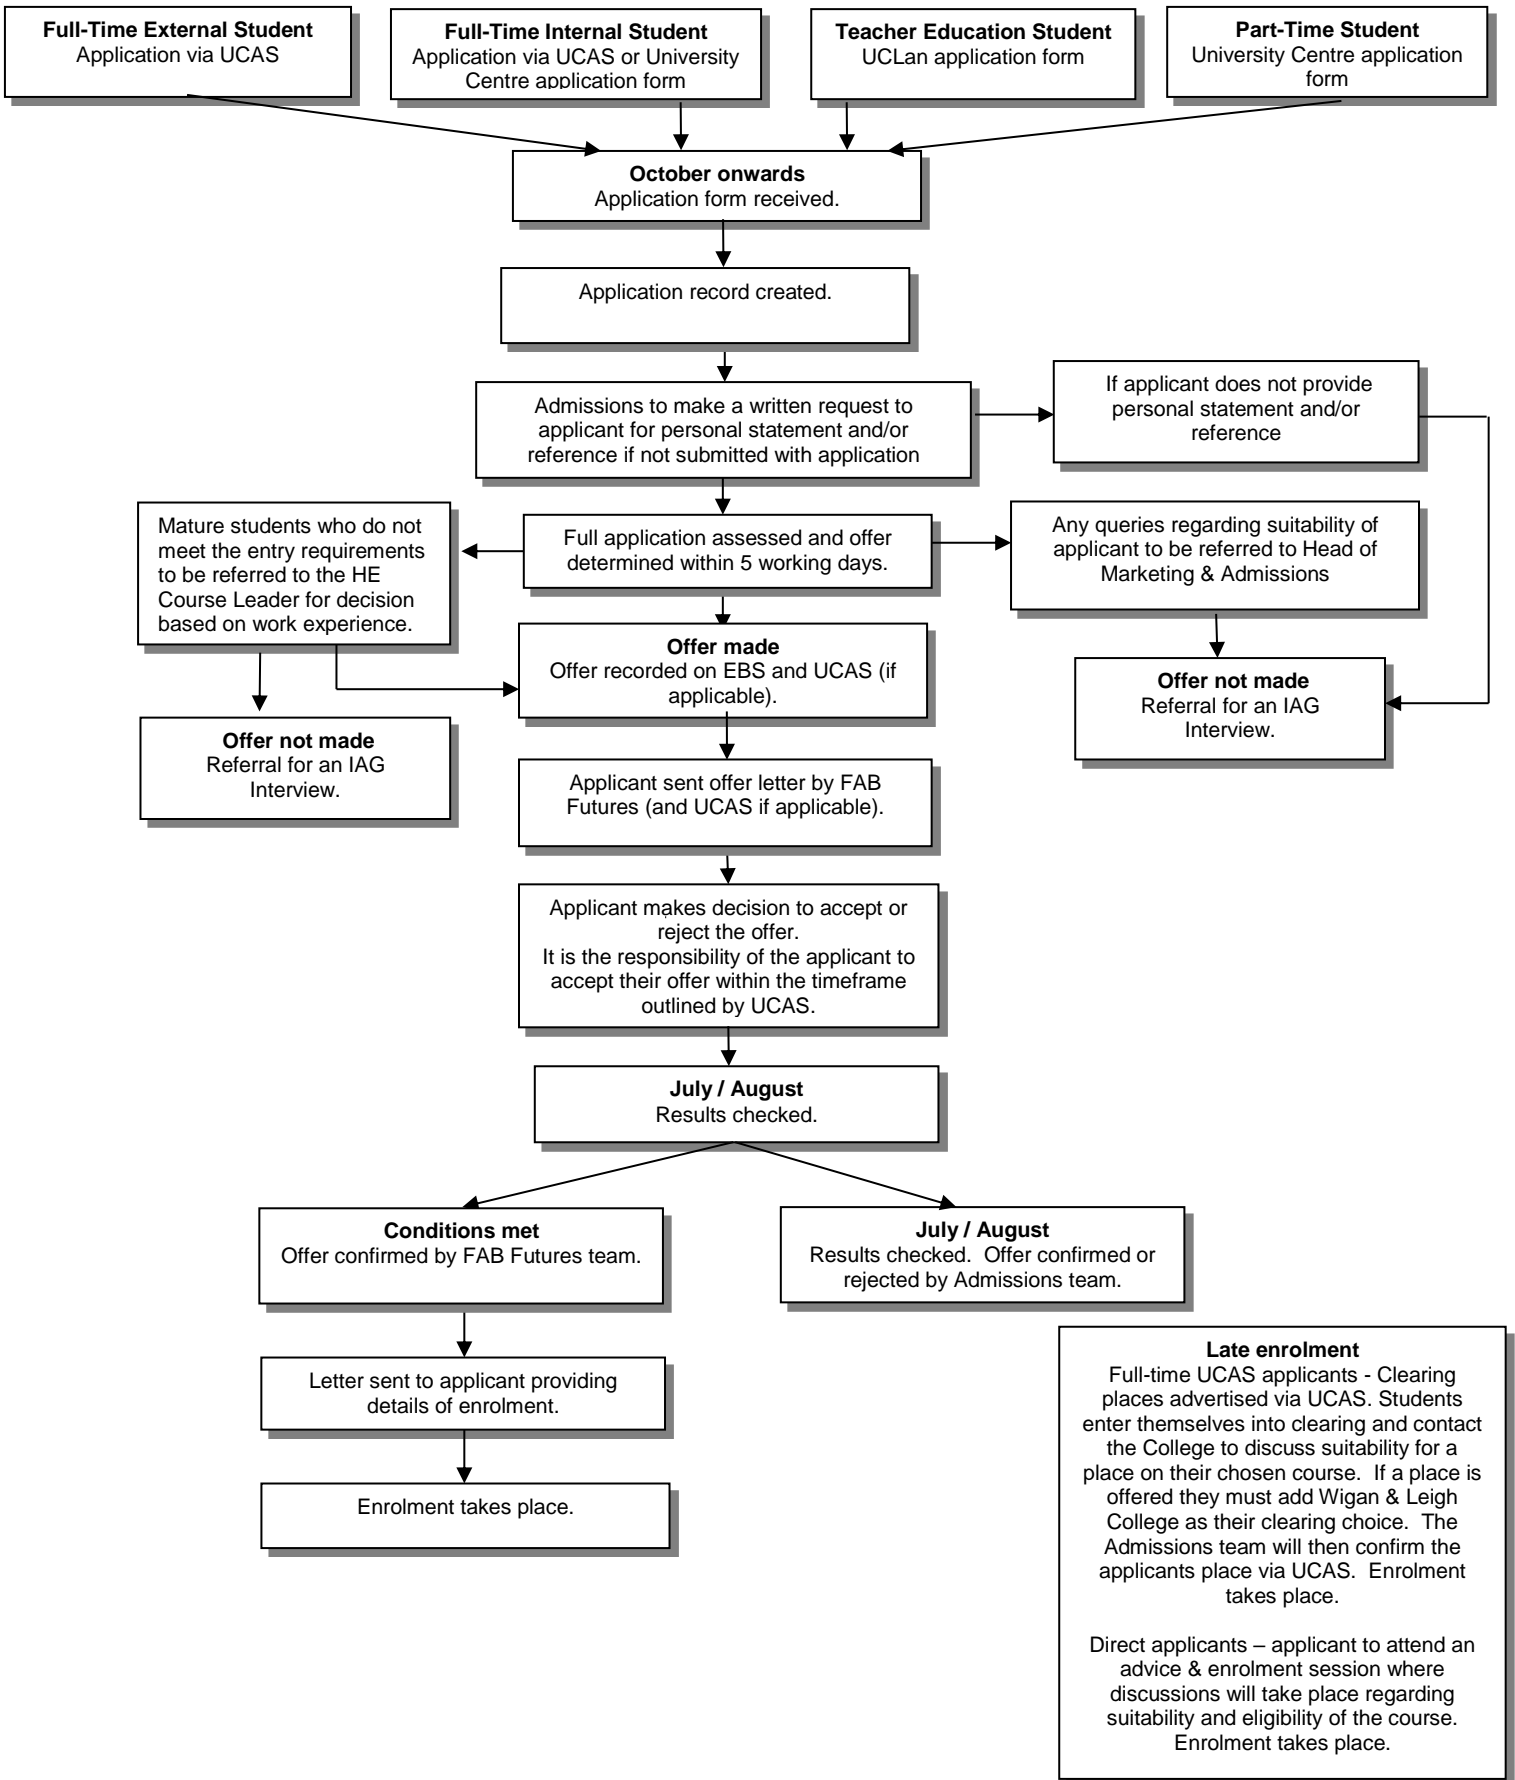 Full-Time External Student
Application via UCAS
Full-Time Internal Student
Application via UCAS or University
Centre application form
Teacher Education Student
UCLan application form
Part-Time Student
University Centre application
form
October onwards
Application form received.
Application record created.
Admissions to make a written request to
applicant for personal statement and/or
reference if not submitted with application
If applicant does not provide
personal statement and/or
reference
Mature students who do not
meet the entry requirements
to be referred to the HE
Course Leader for decision
based on work experience.
Full application assessed and offer
determined within 5 working days.
Any queries regarding suitability of
applicant to be referred to Head of
Marketing & Admissions
Offer made
Offer recorded on EBS and UCAS (if
applicable).
Offer not made
Referral for an IAG
Interview.
Offer not made
Referral for an IAG
Interview.
Applicant sent offer letter by FAB
Futures (and UCAS if applicable).
Applicant makes decision to accept or
reject the offer.
It is the responsibility of the applicant to
accept their offer within the timeframe
outlined by UCAS.
July / August
Results checked.
Conditions met
Offer confirmed by FAB Futures team.
July / August
Results checked.  Offer confirmed or
rejected by Admissions team.
Letter sent to applicant providing
details of enrolment.
Enrolment takes place.
Late enrolment
Full-time UCAS applicants - Clearing
places advertised via UCAS. Students
enter themselves into clearing and contact
the College to discuss suitability for a
place on their chosen course.  If a place is
offered they must add Wigan & Leigh
College as their clearing choice.  The
Admissions team will then confirm the
applicants place via UCAS.  Enrolment
takes place.
Direct applicants – applicant to attend an
advice & enrolment session where
discussions will take place regarding
suitability and eligibility of the course.
Enrolment takes place.